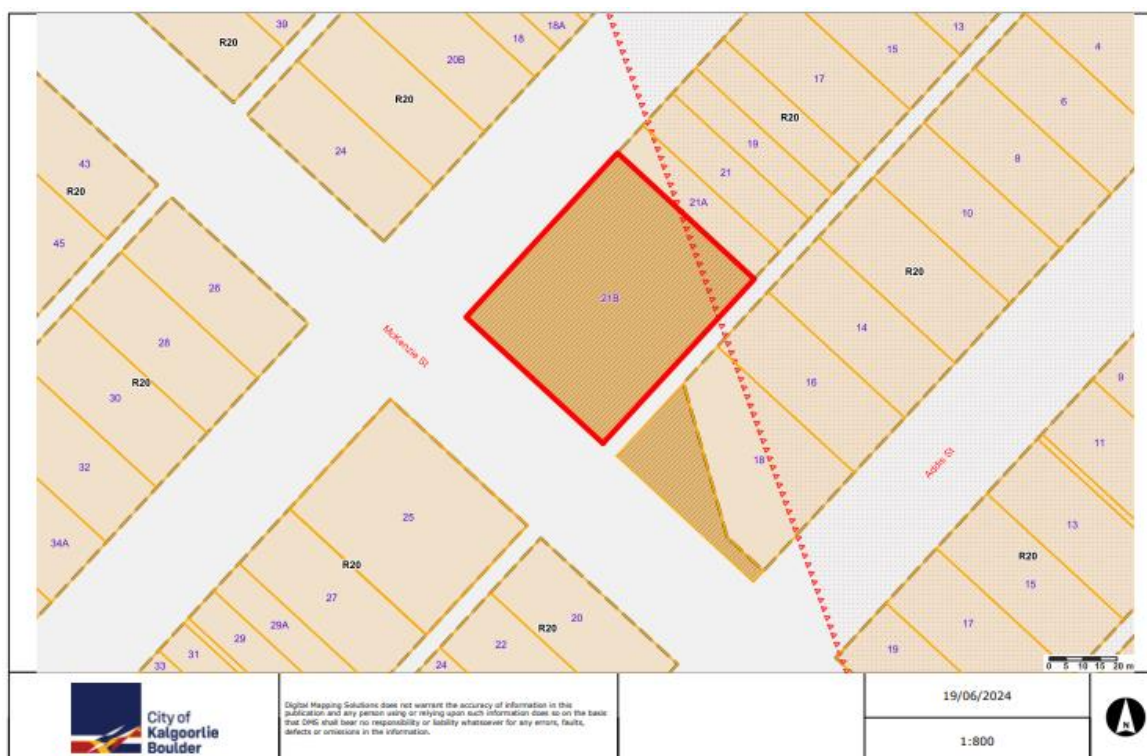 39
R20
24
R20
20B
18
18A
13
15
17
R20
19
21
21A
4
6
8
10
R20
14
16
18
21B
43
R20
45
26
28
R20
30
32
34A
McKenzie St
25
R20
27
29A
29
31
33
20
R20
22
24
Addis St
9
11
13
R20
15
17
19
0 5 10 15 20 m
City of
Kalgoorlie
Boulder
Digital Mapping Solutions does not warrant the accuracy of information in this
publication and any person using or relying upon such information does so on the basis
that DMS shall bear no responsibility or liability whatsoever for any errors, faults,
defects or omissions in the information.
19/06/2024
1:800
N